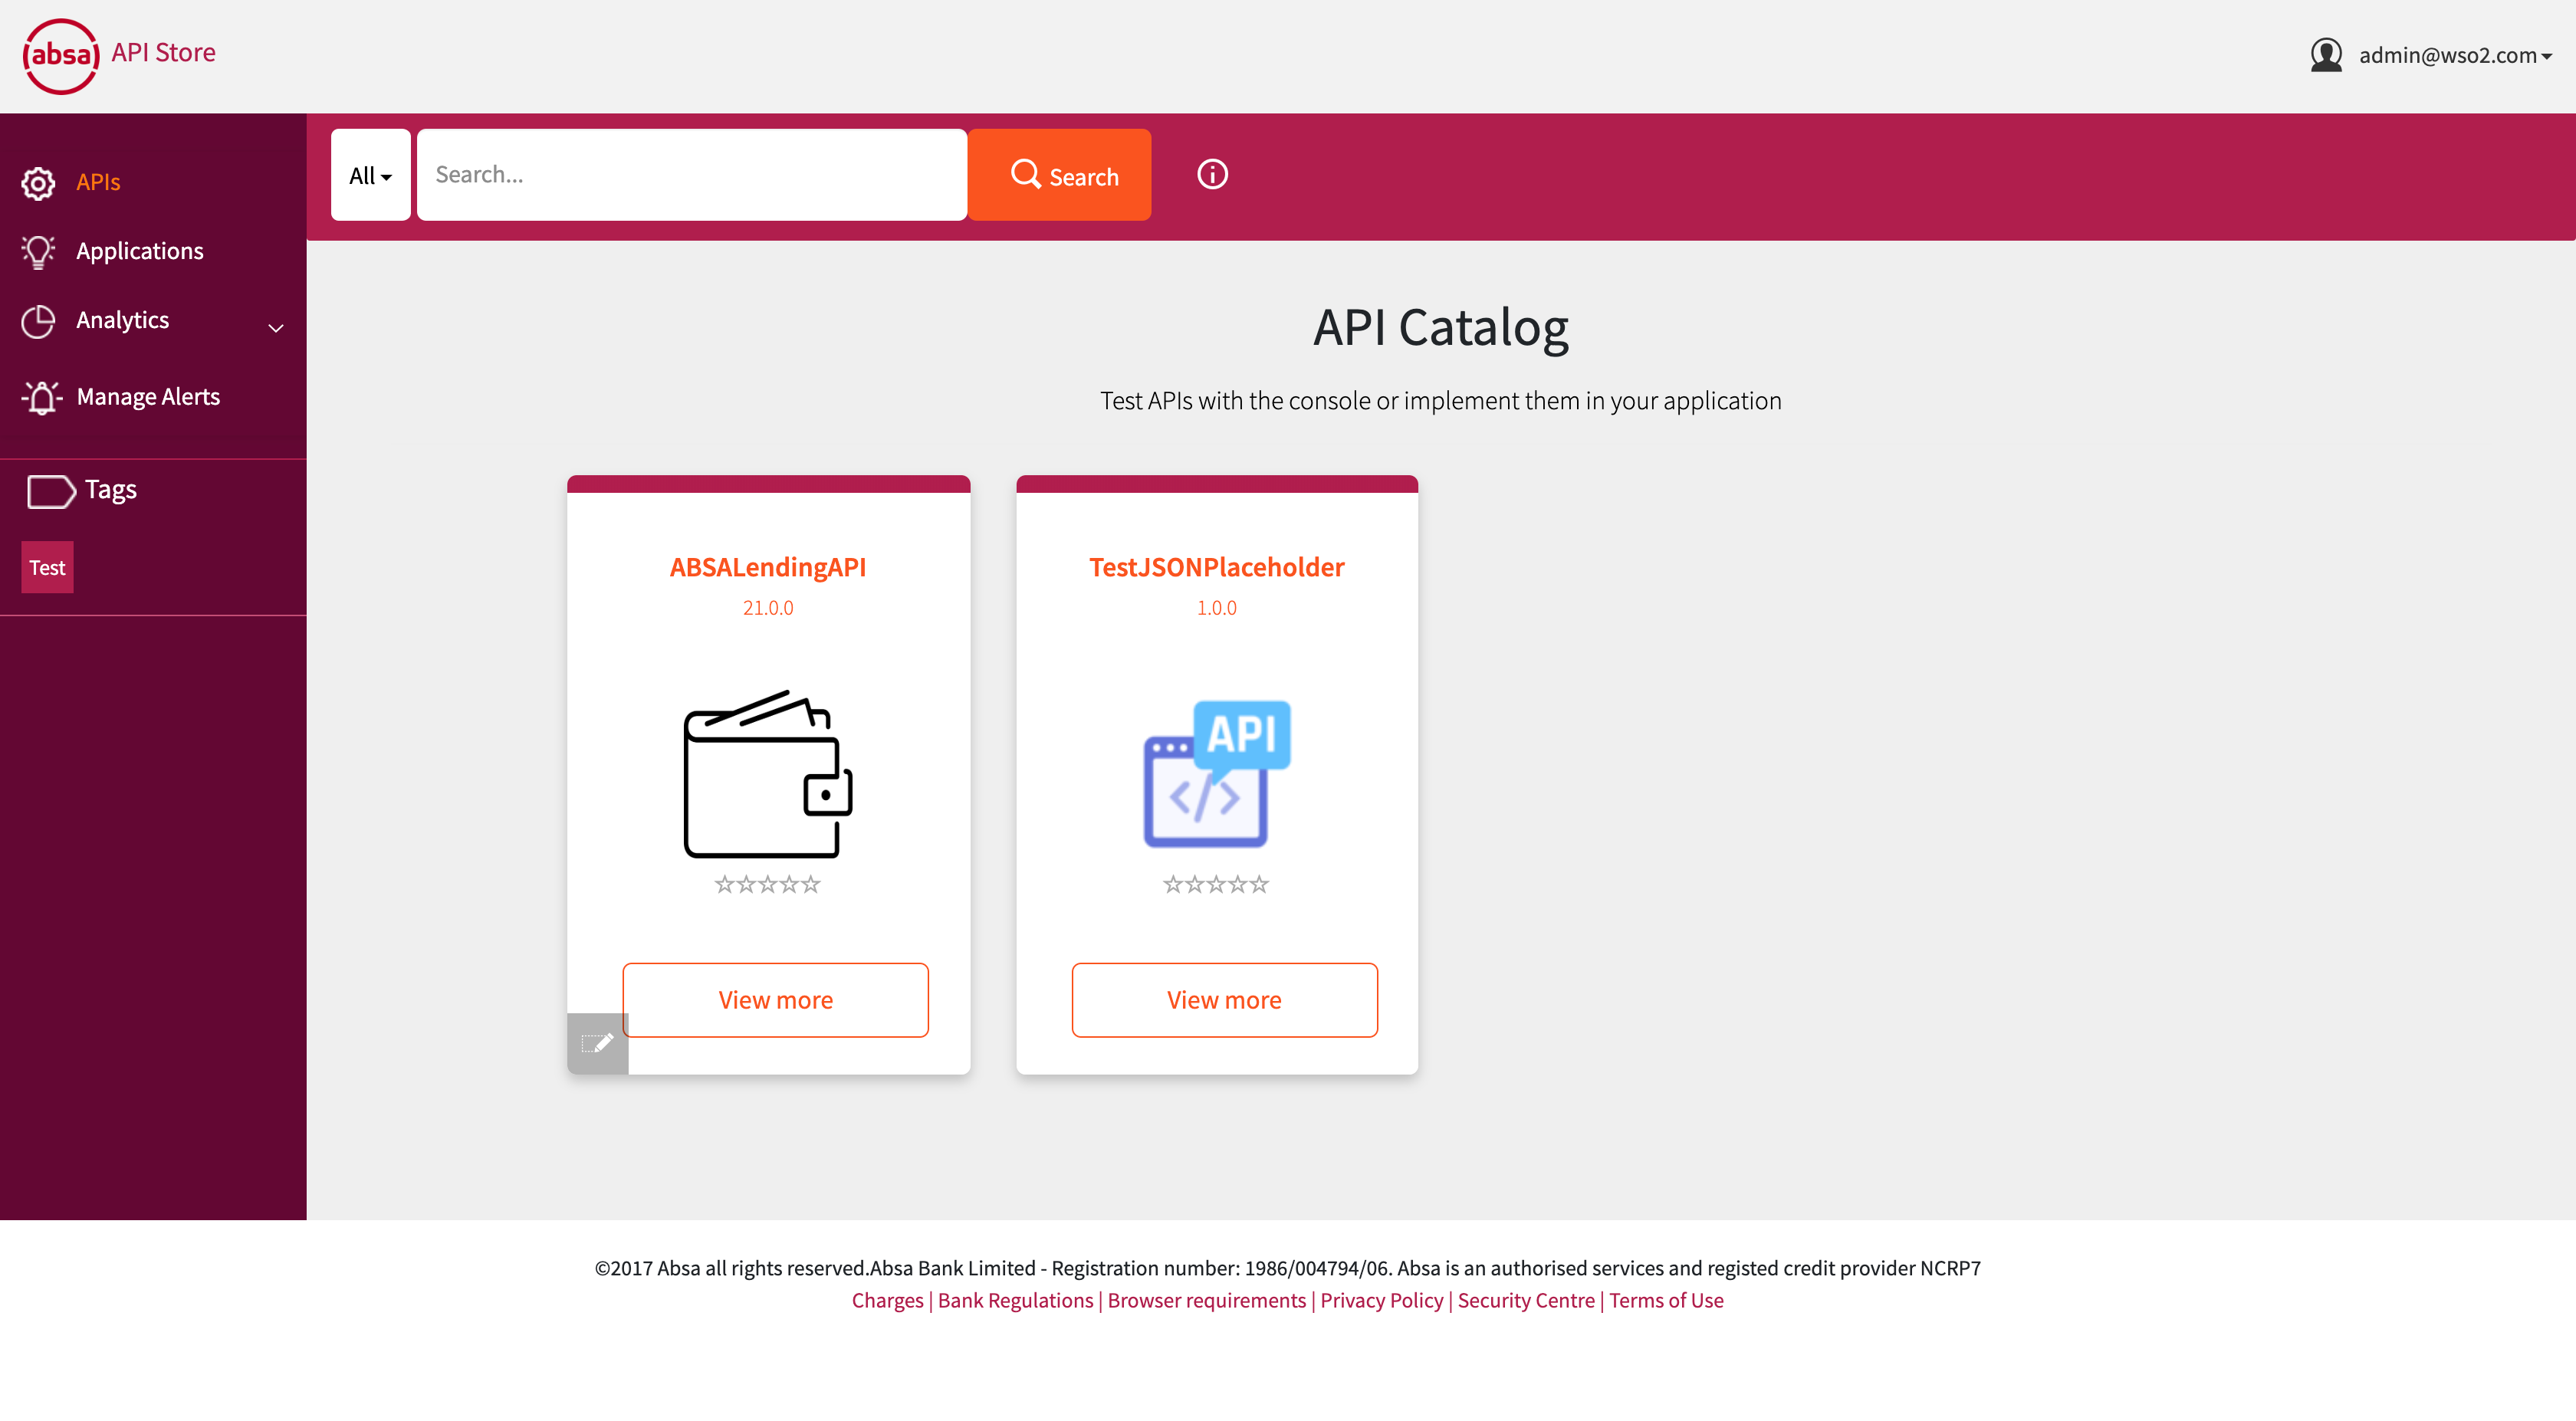 absa API Store
admin@wso2.com
APIs
Applications
Analytics
Manage Alerts
Tags
Test
All
Search...
Search
API Catalog
Test APIs with the console or implement them in your application
ABSALendingAPI
21.0.0
View more
TestJSONPlaceholder
1.0.0
API
</>
View more
©2017 Absa all rights reserved.Absa Bank Limited - Registration number: 1986/004794/06. Absa is an authorised services and registed credit provider NCRP7
Charges | Bank Regulations | Browser requirements | Privacy Policy | Security Centre | Terms of Use